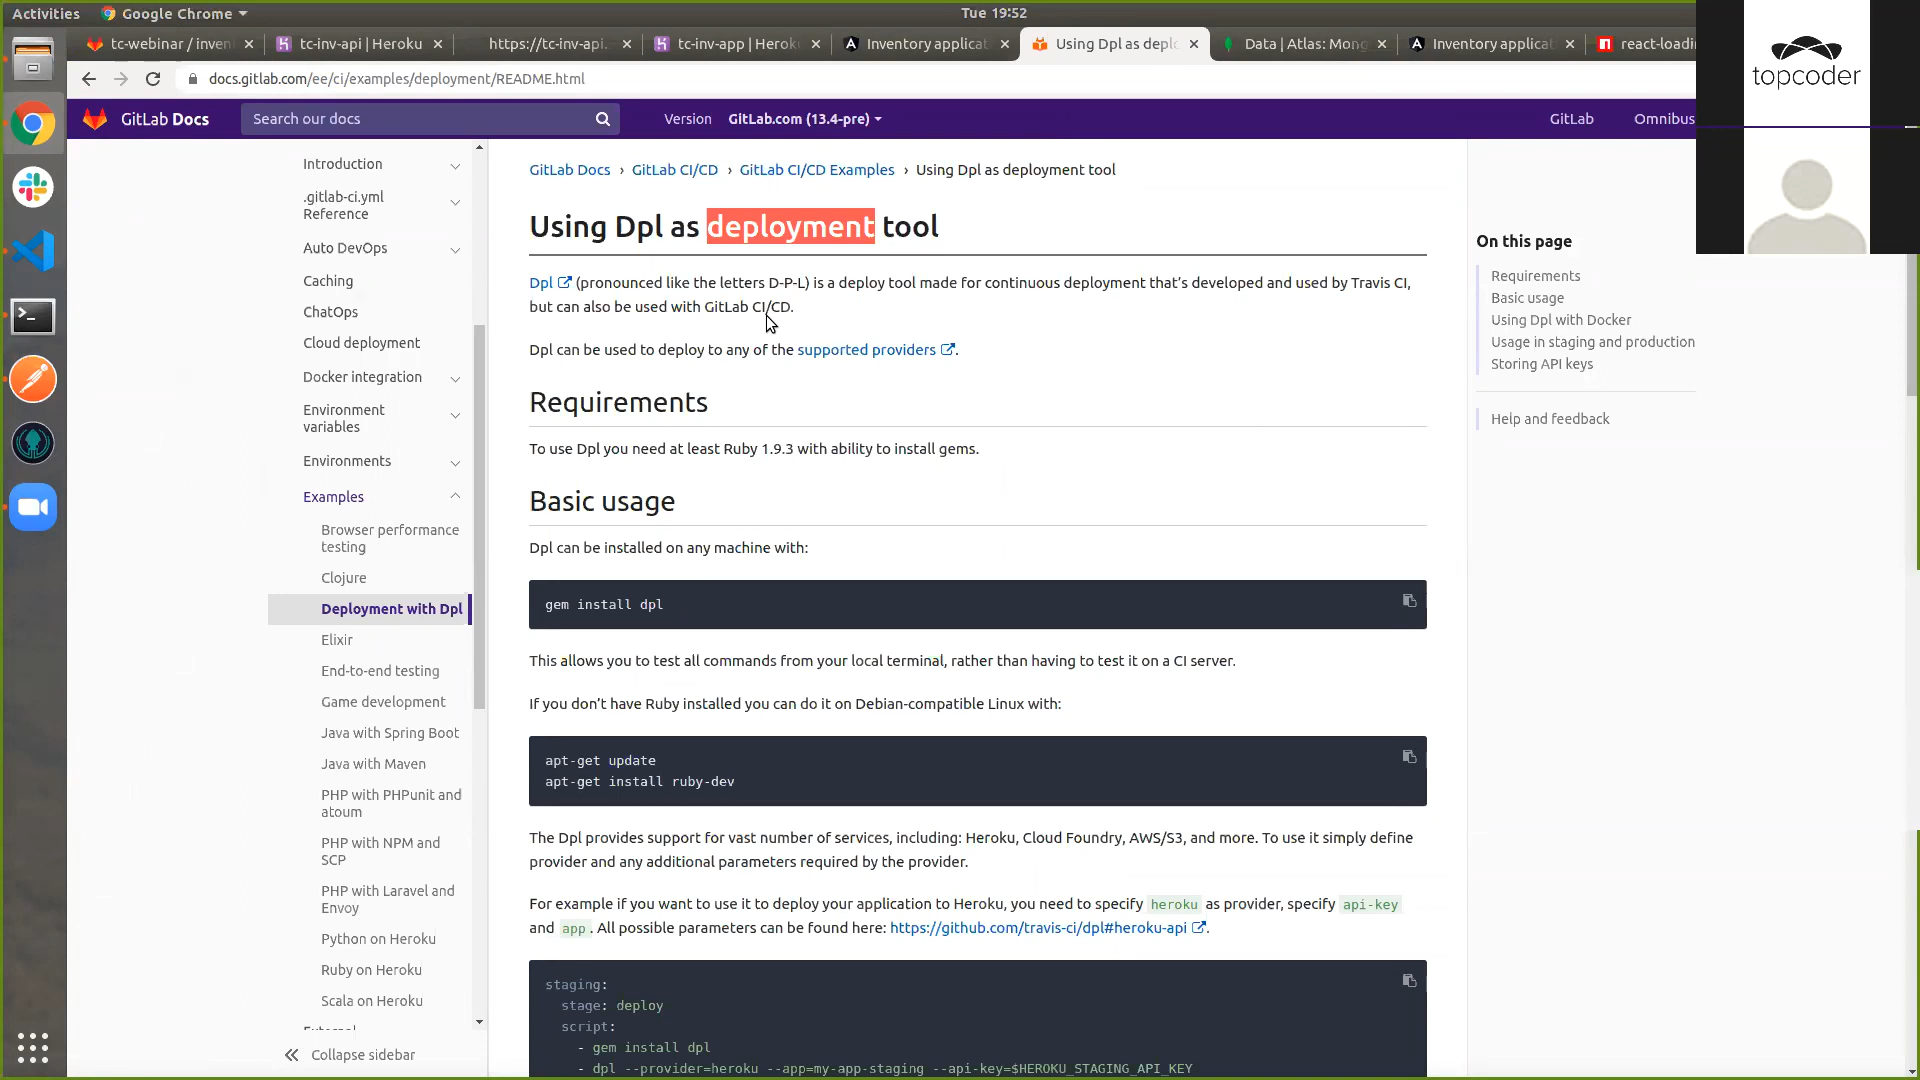 Activities
Google Chrome
Tue 19:52
tc-webinar / inven
tc-inv-api | Heroku
https://tc-inv-api.
tc-inv-app | Heroku
Inventory applicat
Using Dpl as deplo
Data | Atlas: Mong
Inventory applicat
react-loadi
docs.gitlab.com/ee/ci/examples/deployment/README.html
topcoder
GitLab Docs
Search our docs
Version
GitLab.com (13.4-pre)
GitLab
Omnibus
Introduction
.gitlab-ci.yml
Reference
Auto DevOps
Caching
ChatOps
Cloud deployment
Docker integration
Environment
variables
Environments
Examples
Browser performance
testing
Clojure
Deployment with Dpl
Elixir
End-to-end testing
Game development
Java with Spring Boot
Java with Maven
PHP with PHPunit and
atoum
PHP with NPM and
SCP
PHP with Laravel and
Envoy
Python on Heroku
Ruby on Heroku
Scala on Heroku
External
Collapse sidebar
GitLab Docs › GitLab CI/CD › GitLab CI/CD Examples › Using Dpl as deployment tool
Using Dpl as deployment tool
Dpl (pronounced like the letters D-P-L) is a deploy tool made for continuous deployment that's developed and used by Travis CI,
but can also be used with GitLab CI/CD.
Dpl can be used to deploy to any of the supported providers.
Requirements
To use Dpl you need at least Ruby 1.9.3 with ability to install gems.
Basic usage
Dpl can be installed on any machine with:
gem install dpl
This allows you to test all commands from your local terminal, rather than having to test it on a CI server.
If you don't have Ruby installed you can do it on Debian-compatible Linux with:
apt-get update
apt-get install ruby-dev
The Dpl provides support for vast number of services, including: Heroku, Cloud Foundry, AWS/S3, and more. To use it simply define
provider and any additional parameters required by the provider.
For example if you want to use it to deploy your application to Heroku, you need to specify heroku as provider, specify api-key
and app. All possible parameters can be found here: https://github.com/travis-ci/dpl#heroku-api.
staging:
stage: deploy
script:
- gem install dpl
- dpl --provider=heroku --app=my-app-staging --api-key=$HEROKU_STAGING_API_KEY
On this page
Requirements
Basic usage
Using Dpl with Docker
Usage in staging and production
Storing API keys
Help and feedback